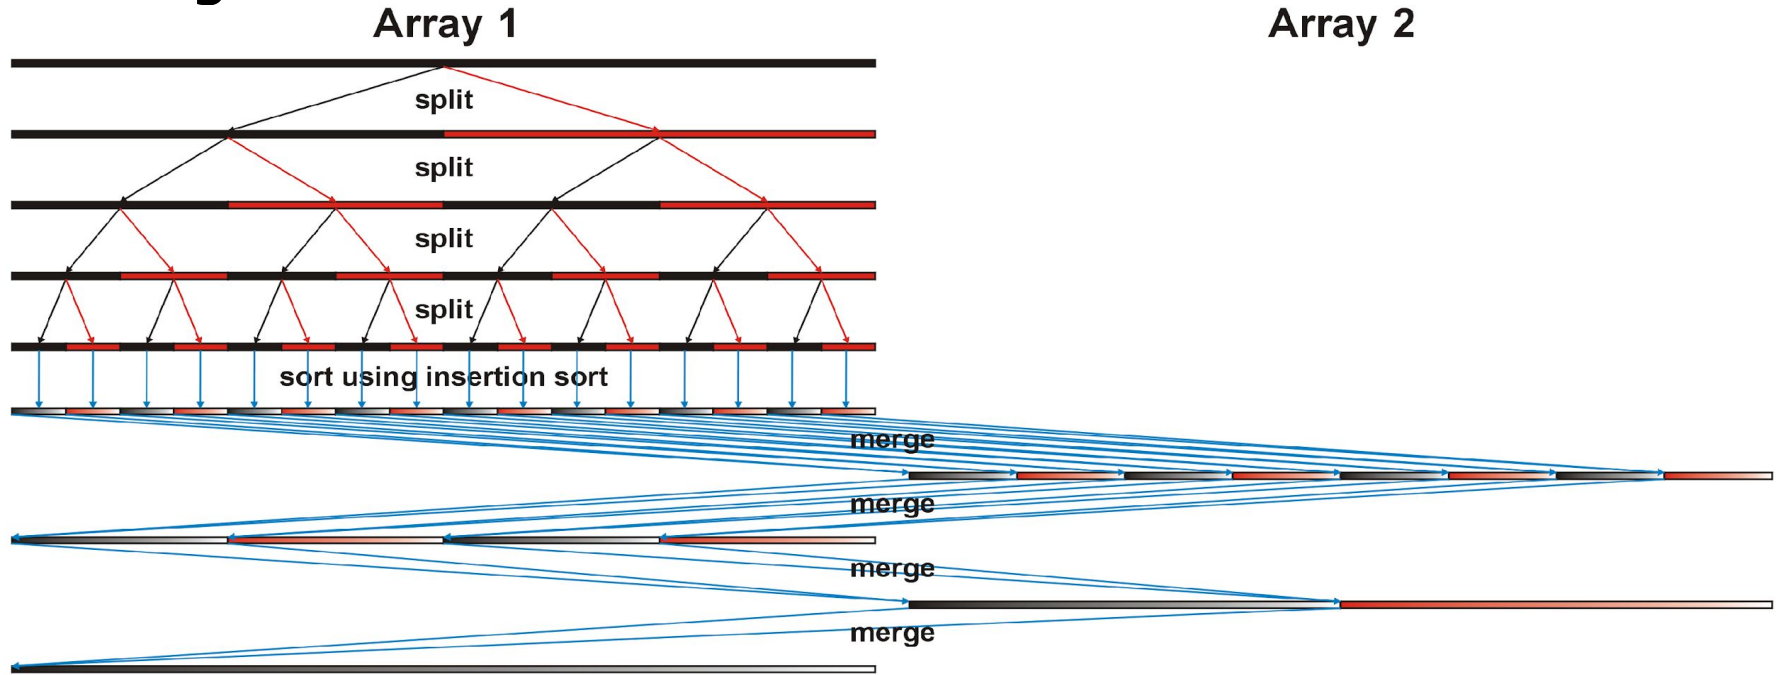 Array 1
Array 2
split
split
split
split
sort using insertion sort
merge
merge
merge
merge